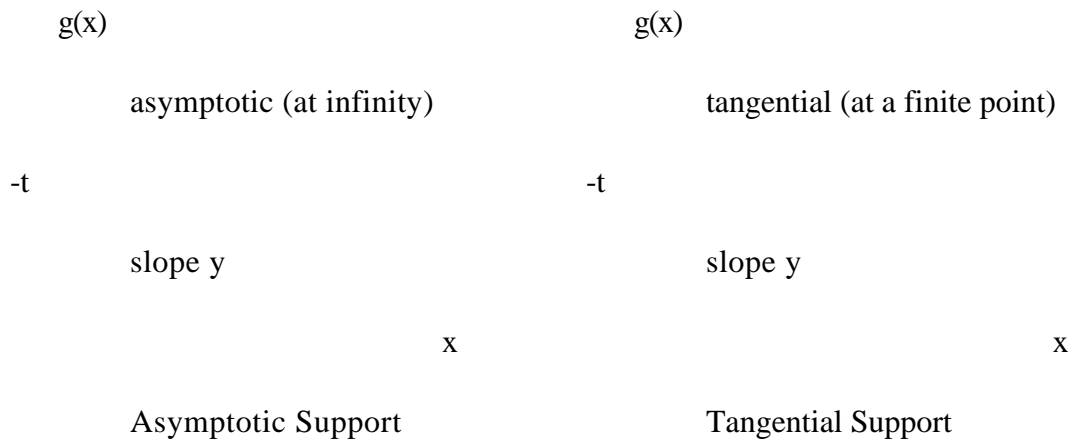 g(x) g(x)
asymptotic (at infinity) tangential (at a finite point)
-t -t
slope y slope y
x x
Asymptotic Support Tangential Support